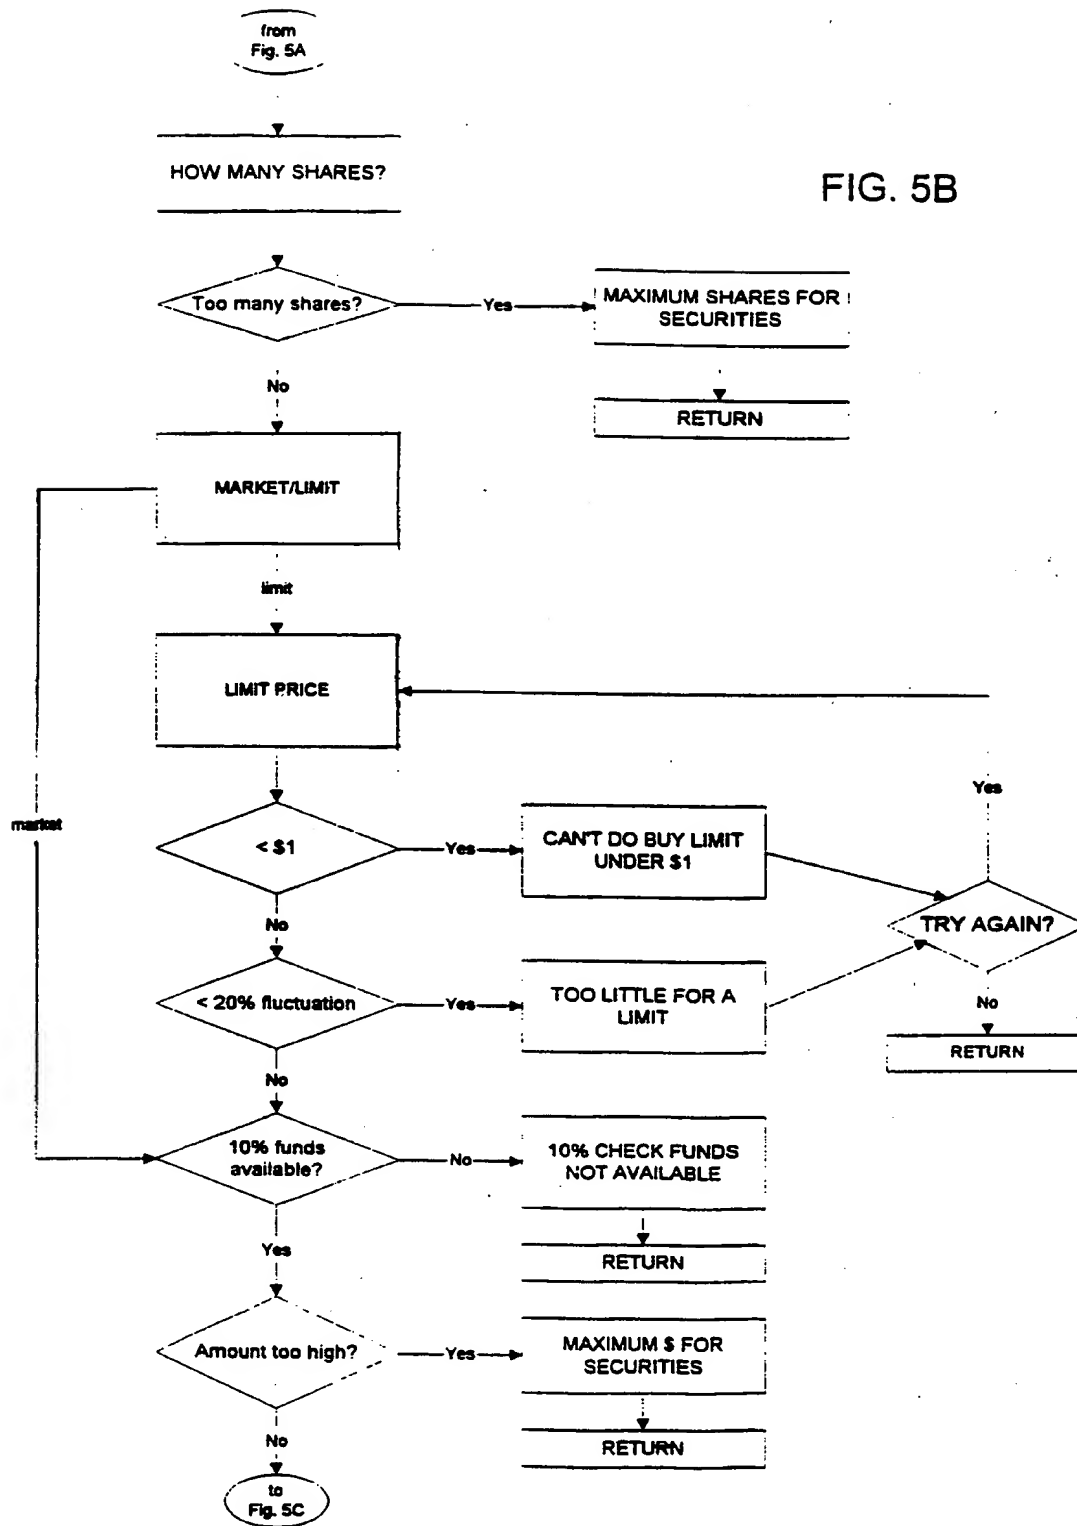 from
Fig. 5A
HOW MANY SHARES?
FIG. 5B
Too many shares?
Yes
MAXIMUM SHARES FOR
SECURITIES
No
RETURN
MARKET/LIMIT
limit
LIMIT PRICE
Yes
market
< $1
Yes
CAN'T DO BUY LIMIT
UNDER $1
TRY AGAIN?
No
< 20% fluctuation
Yes
TOO LITTLE FOR A
LIMIT
No
RETURN
No
10% funds
available?
No
10% CHECK FUNDS
NOT AVAILABLE
Yes
RETURN
Amount too high?
Yes
MAXIMUM $ FOR
SECURITIES
No
RETURN
to
Fig. 5C